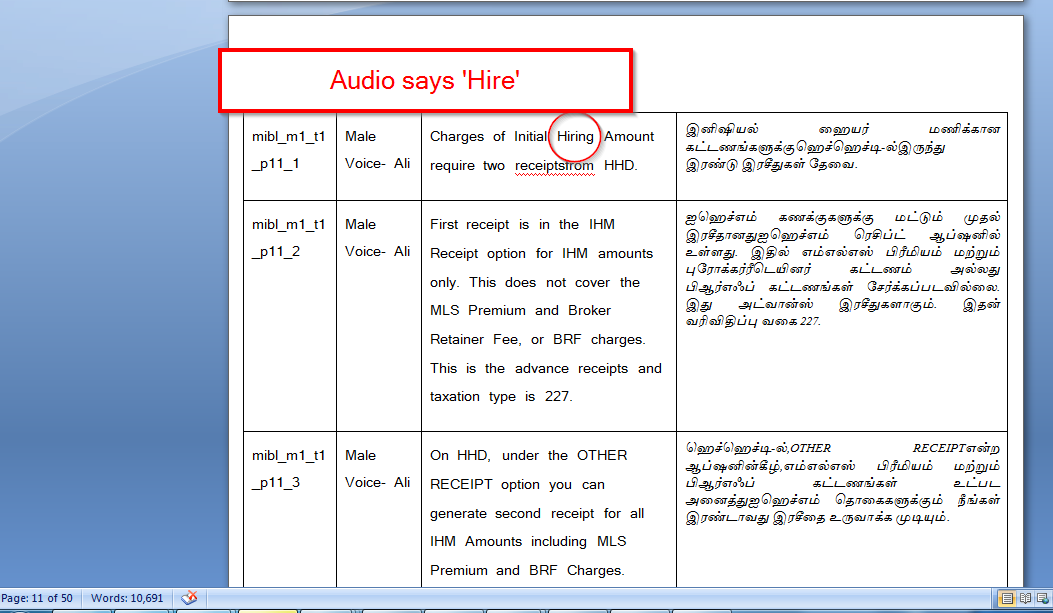 Audio says 'Hire'
mibl_m1_t1
_p11_1
Male
Voice- Ali
Charges of Initial Hiring Amount
require two receiptsfrom HHD.
இனிஷியல் ஹையர் மணிக்கான
கட்டணங்களுக்குஹெச்ஹெச்டி-ல்இருந்து
இரண்டு இரசீதுகள் தேவை.
mibl_m1_t1
_p11_2
Male
Voice- Ali
First receipt is in the IHM
Receipt option for IHM amounts
only. This does not cover the
MLS Premium and Broker
Retainer Fee, or BRF charges.
This is the advance receipts and
taxation type is 227.
ஐஹெச்எம் கணக்குகளுக்கு மட்டும் முதல்
இரசீதானதுஐஹெச்எம் ரெசிப்ட் ஆப்ஷனில்
உள்ளது. இதில் எம்எல்எஸ் பிரீமியம் மற்றும்
புரோக்கர்ரீடெயினர் கட்டணம் அல்லது
பிஆர்எஃப் கட்டணங்கள் சேர்க்கப்படவில்லை.
இது அட்வான்ஸ் இரசீதுகளாகும். இதன்
வரிவிதிப்பு வகை 227.
mibl_m1_t1
_p11_3
Male
Voice- Ali
On HHD, under the OTHER
RECEIPT option you can
generate second receipt for all
IHM Amounts including MLS
Premium and BRF Charges.
ஹெச்ஹெச்டி-ல்,OTHER RECEIPTஎன்ற
ஆப்ஷனின்கீழ்,எம்எல்எஸ் பிரீமியம் மற்றும்
பிஆர்எஃப் கட்டணங்கள் உட்பட
அனைத்துஐஹெச்எம் தொகைகளுக்கும் நீங்கள்
இரண்டாவது இரசீதை உருவாக்க முடியும்.
Page: 11 of 50 Words: 10,691